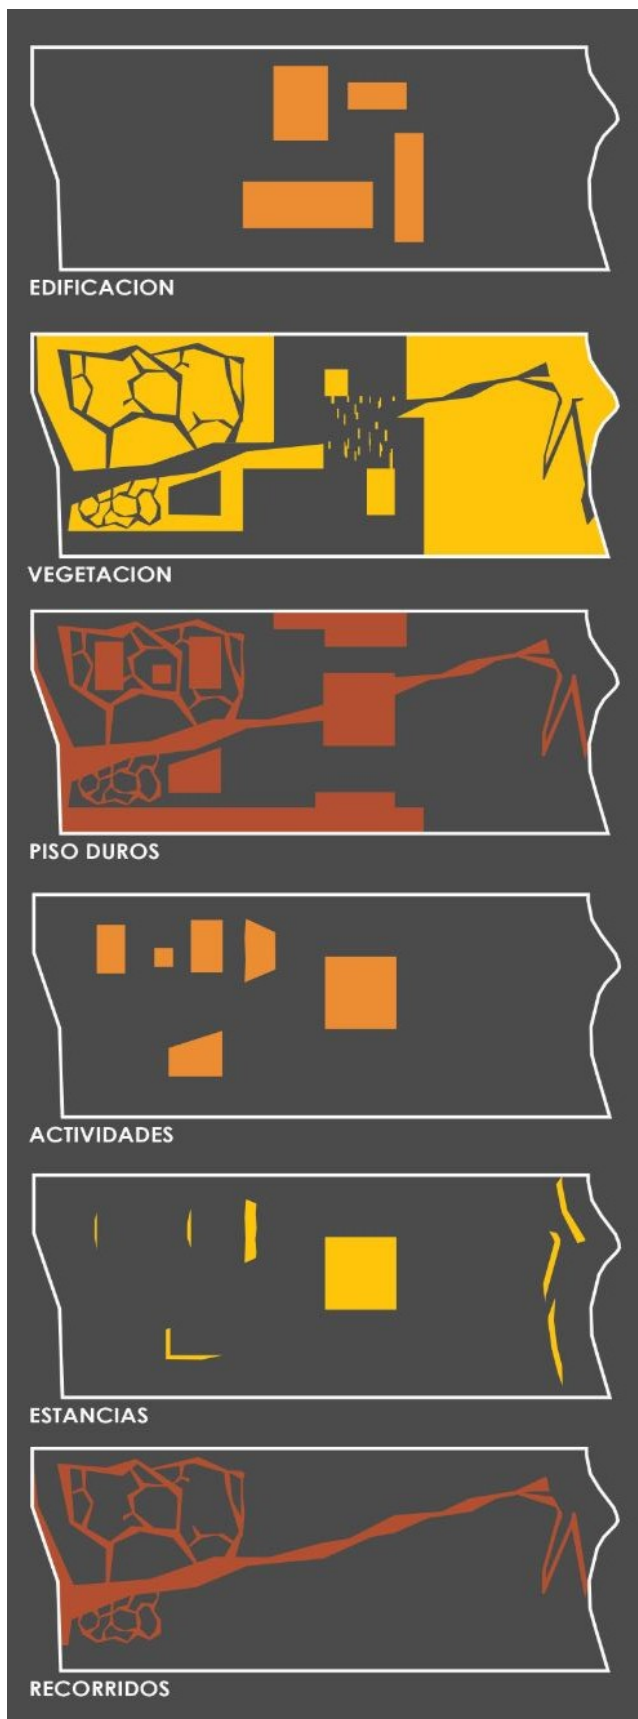 EDIFICACION
VEGETACION
PISO DUROS
ACTIVIDADES
ESTANCIAS
RECORRIDOS